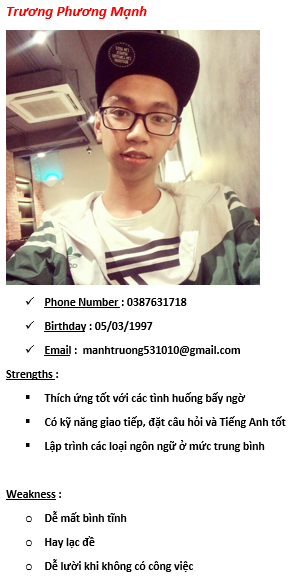 Trương Phương Mạnh
✓ Phone Number : 0387631718
✓ Birthday : 05/03/1997
✓ Email : manhtruong531010@gmail.com
Strengths :
▪ Thích ứng tốt với các tình huống bấy ngờ
▪ Có kỹ năng giao tiếp, đặt câu hỏi và Tiếng Anh tốt
▪ Lập trình các loại ngôn ngữ ở mức trung bình
Weakness :
o Dễ mất bình tĩnh
o Hay lạc đề
o Dễ lười khi không có công việc